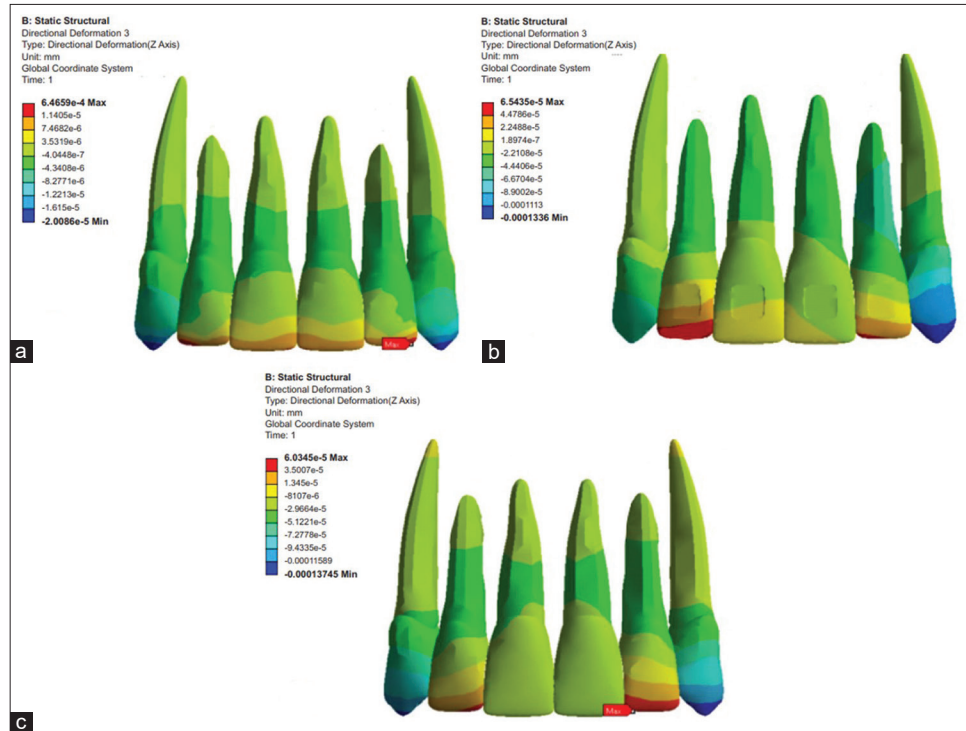 B: Static Structural
Directional Deformation 3
Type: Directional Deformation(Z Axis)
Unit: mm
Global Coordinate System
Time: 1
6.4659e-4 Max
1.1405e-5
7.4682e-6
3.5319e-6
-4.0448e-7
-4.3408e-6
-8.2771e-6
-1.2213e-5
-1.615e-5
-2.0086e-5 Min
Max
a
B: Static Structural
Directional Deformation 3
Type: Directional Deformation(Z Axis)
Unit: mm
Global Coordinate System
Time: 1
6.5435e-5 Max
4.4786e-5
2.2488e-5
1.8974e-7
-2.2108e-5
-4.4406e-5
-6.6704e-5
-8.9002e-5
-0.0001113
-0.0001336 Min
b
B: Static Structural
Directional Deformation 3
Type: Directional Deformation(Z Axis)
Unit: mm
Global Coordinate System
Time: 1
6.0345e-5 Max
3.5007e-5
1.345e-5
-8107e-6
-2.9664e-5
-5.1221e-5
-7.2778e-5
-9.4335e-5
-0.00011589
-0.00013745 Min
Max
c